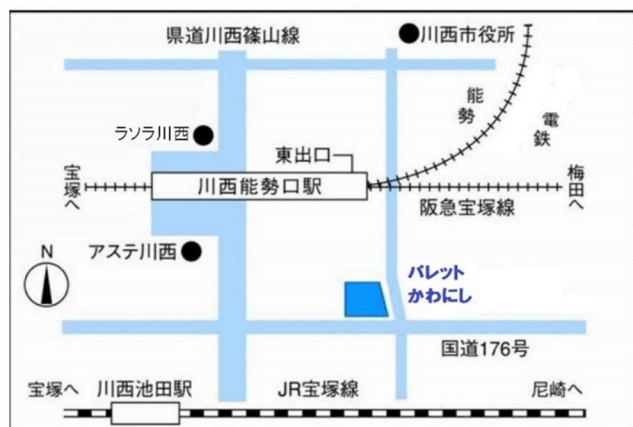 県道川西篠山線
川西市役所
能勢
電鉄
ラソラ川西
東出口
宝塚へ
川西能勢口駅
梅田へ
阪急宝塚線
アステ川西
N
パレット
かわにし
国道176号
宝塚へ
川西池田駅
JR宝塚線
尼崎へ